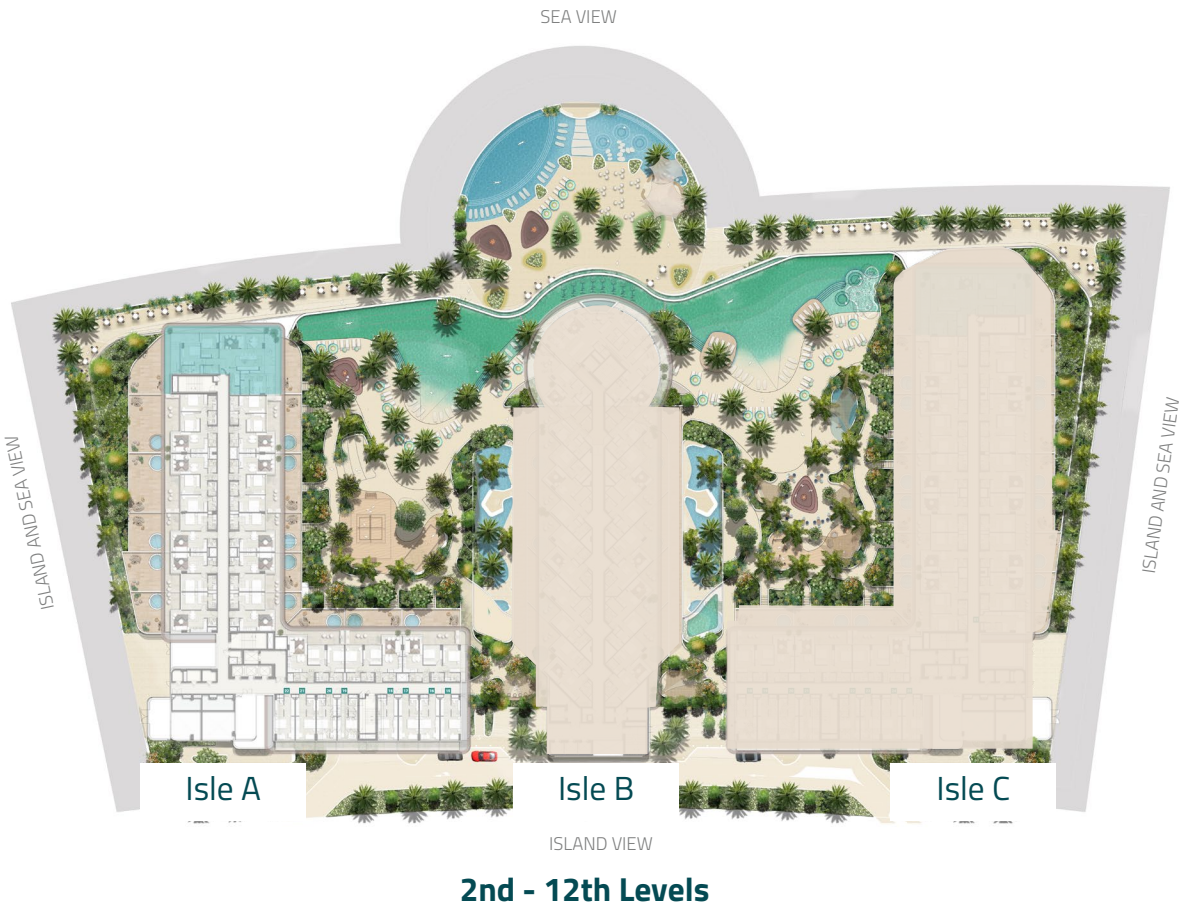 SEA VIEW
ISLAND AND SEA VIEW
ISLAND AND SEA VIEW
Isle A
Isle B
Isle C
ISLAND VIEW
2nd - 12th Levels